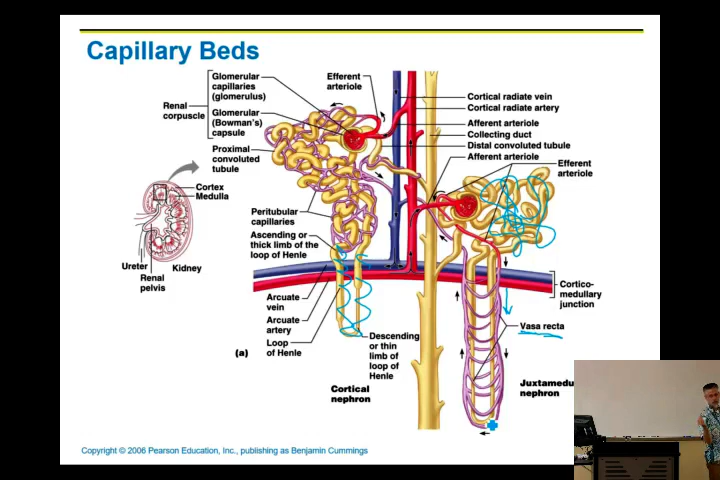 Capillary Beds
Glomerular
capillaries
(glomerulus)
Efferent
arteriole
Renal
corpuscle
Glomerular
(Bowman's)
capsule
Proximal
convoluted
tubule
Cortical radiate vein
Cortical radiate artery
Afferent arteriole
Collecting duct
Distal convoluted tubule
Afferent arteriole
Efferent
arteriole
Cortex
Medulla
Ureter
Renal
pelvis
Kidney
Peritubular
capillaries
Ascending or
thick limb of the
loop of Henle
Arcuate
vein
Arcuate
artery
Loop
of Henle
(a)
Descending
or thin
limb of
loop of
Henle
Cortical
nephron
Cortico-
medullary
junction
Vasa recta
Juxtamedu
nephron
Copyright © 2006 Pearson Education, Inc., publishing as Benjamin Cummings